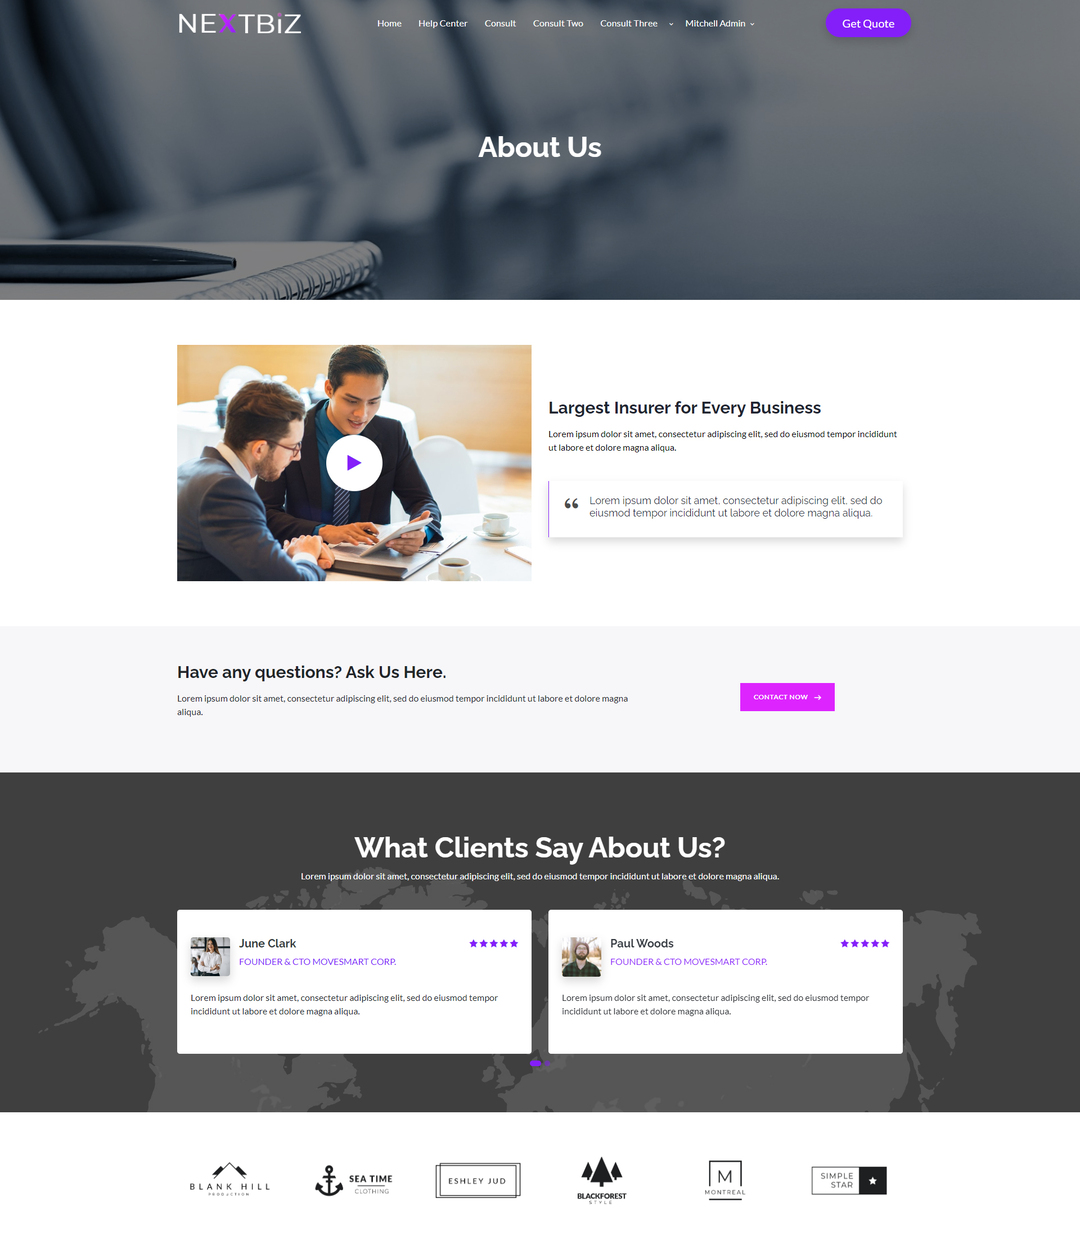 NEXTBiZ
Home Help Center Consult Consult Two Consult Three Mitchell Admin
Get Quote
About Us
Largest Insurer for Every Business
Lorem ipsum dolor sit amet, consectetur adipiscing elit, sed do eiusmod tempor incididunt
ut labore et dolore magna aliqua.
“ Lorem ipsum dolor sit amet, consectetur adipiscing elit, sed do
eiusmod tempor incididunt ut labore et dolore magna aliqua.
Have any questions? Ask Us Here.
Lorem ipsum dolor sit amet, consectetur adipiscing elit, sed do eiusmod tempor incididunt ut labore et dolore magna
aliqua.
CONTACT NOW →
What Clients Say About Us?
Lorem ipsum dolor sit amet, consectetur adipiscing elit, sed do eiusmod tempor incididunt ut labore et dolore magna aliqua.
June Clark
FOUNDER & CTO MOVESMART CORP.
Lorem ipsum dolor sit amet, consectetur adipiscing elit, sed do eiusmod tempor
incididunt ut labore et dolore magna aliqua.
Paul Woods
FOUNDER & CTO MOVESMART CORP.
Lorem ipsum dolor sit amet, consectetur adipiscing elit, sed do eiusmod tempor
incididunt ut labore et dolore magna aliqua.
BLANK HILL
PRODUCTION
SEA TIME
CLOTHING
ESHLEY JUD
BLACKFOREST
STYLE
M
MONTREAL
SIMPLE
STAR